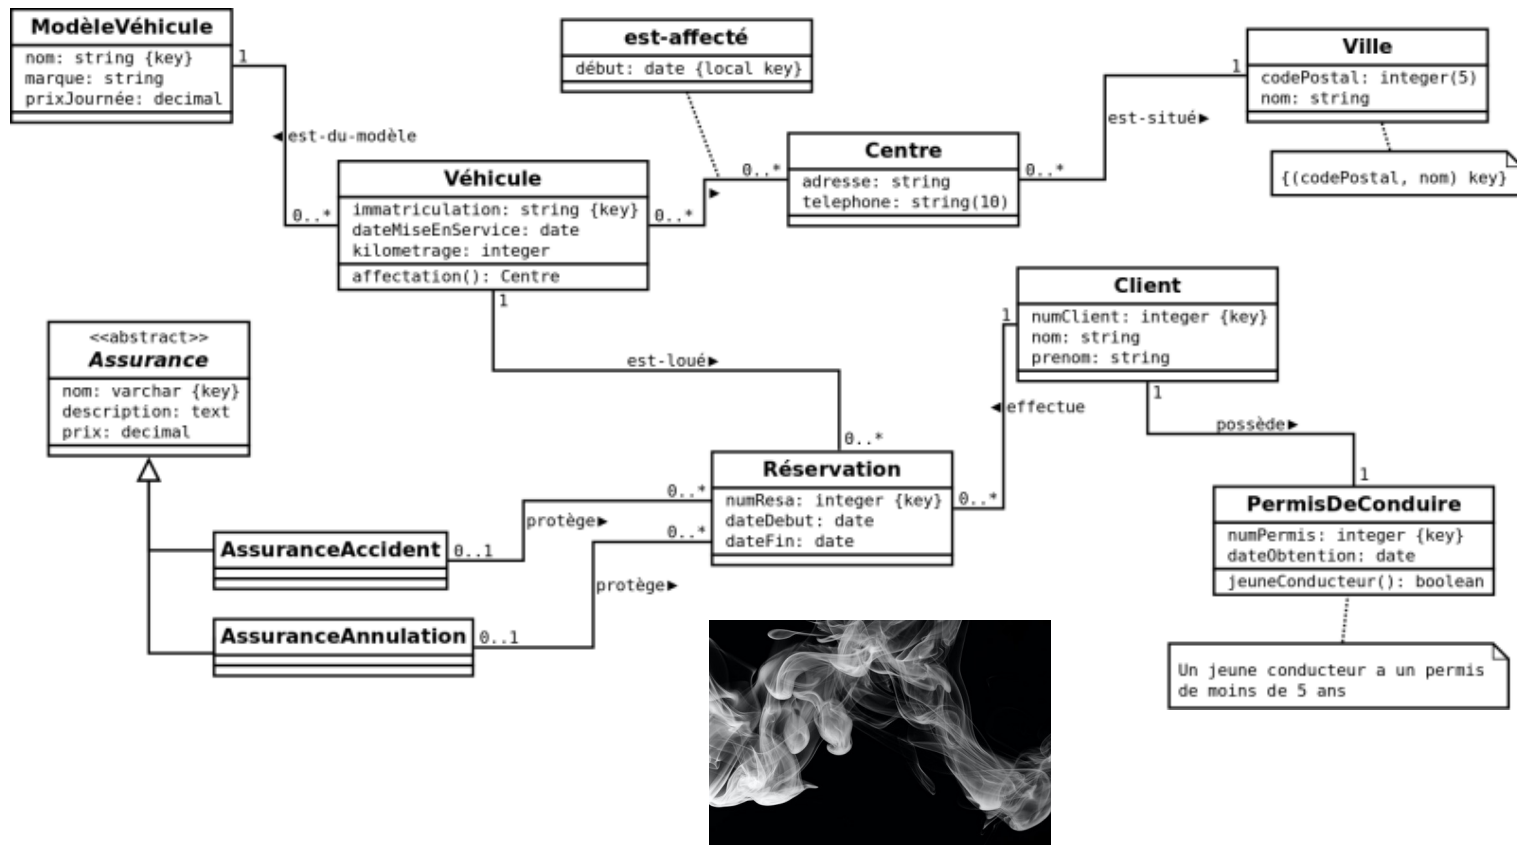 ModèleVéhicule
nom: string {key}
marque: string
prixJournée: decimal
1
◄est-du-modèle
0..*
est-affecté
début: date {local key}
Véhicule
immatriculation: string {key}
dateMiseEnService: date
kilometrage: integer
affectation(): Centre
0..*
►
0..*
Centre
adresse: string
telephone: string(10)
0..*
est-situé►
1
Ville
codePostal: integer(5)
nom: string
{(codePostal, nom) key}
1
est-loué►
0..*
Client
numClient: integer {key}
nom: string
prenom: string
1
◄effectue
0..*
1
possède►
1
<<abstract>>
Assurance
nom: varchar {key}
description: text
prix: decimal
Réservation
numResa: integer {key}
dateDebut: date
dateFin: date
PermisDeConduire
numPermis: integer {key}
dateObtention: date
jeuneConducteur(): boolean
AssuranceAccident
0..1
protège►
0..*
AssuranceAnnulation
0..1
protège►
0..*
Un jeune conducteur a un permis
de moins de 5 ans